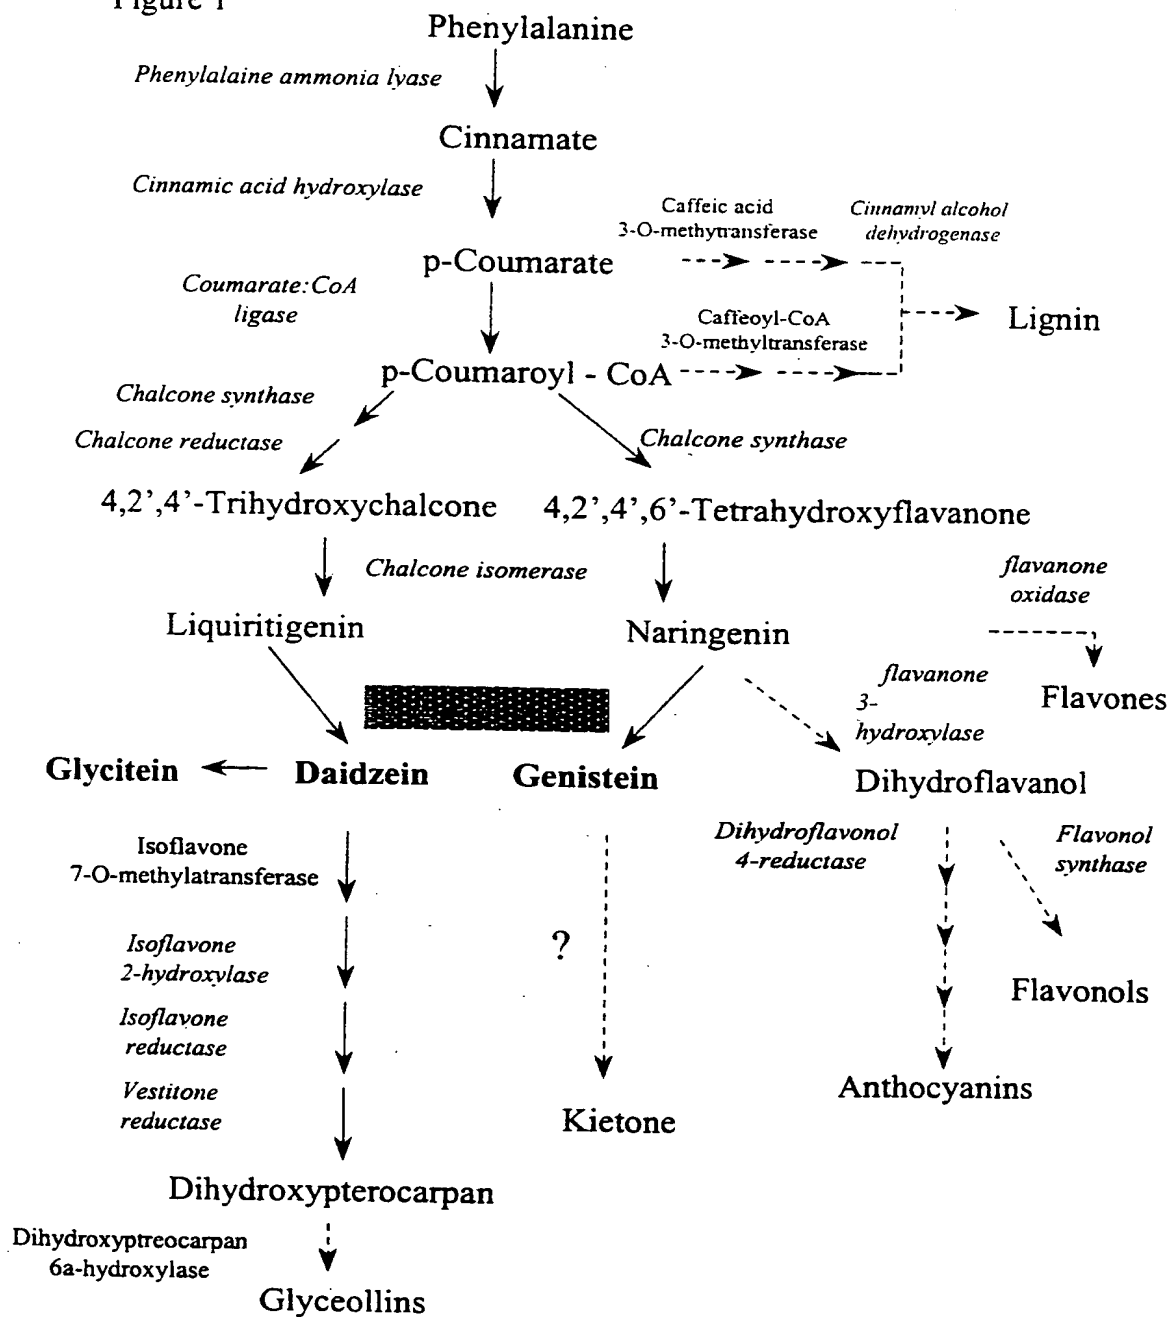 Figure 1
Phenylalanine
Phenylalaine ammonia lyase
Cinnamate
Cinnamic acid hydroxylase
Caffeic acid
3-O-methytransferase
Cinnamyl alcohol
dehydrogenase
p-Coumarate
Coumarate:CoA
ligase
Caffeoyl-CoA
3-O-methyltransferase
Lignin
p-Coumaroyl - CoA
Chalcone synthase
Chalcone reductase
Chalcone synthase
4,2',4'-Trihydroxychalcone
4,2',4',6'-Tetrahydroxyflavanone
Chalcone isomerase
flavanone
oxidase
Liquiritigenin
Naringenin
flavanone
3-
hydroxylase
Flavones
Glycitein
Daidzein
Genistein
Dihydroflavanol
Isoflavone
7-O-methylatransferase
Dihydroflavonol
4-reductase
Flavonol
synthase
Isoflavone
2-hydroxylase
?
Flavonols
Isoflavone
reductase
Vestitone
reductase
Kietone
Anthocyanins
Dihydroxypterocarpan
Dihydroxyptreocarpan
6a-hydroxylase
Glyceollins